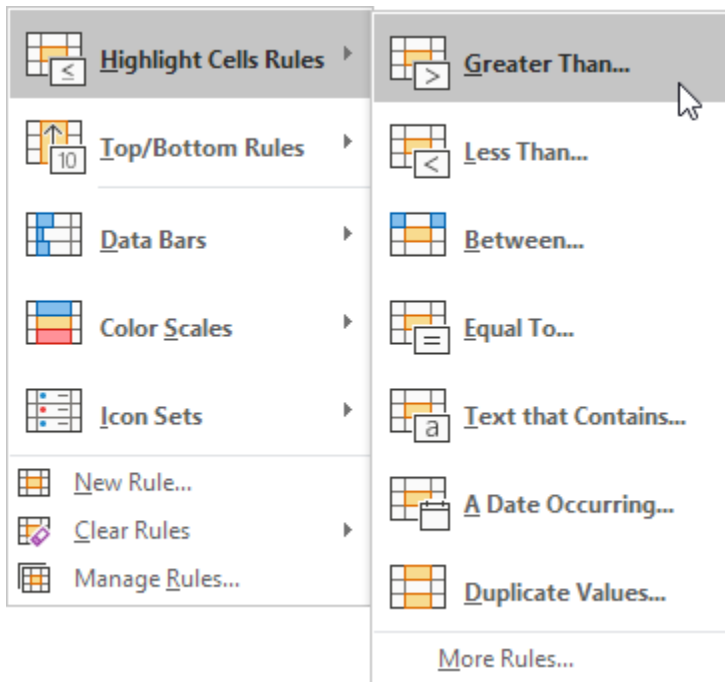 Highlight Cells Rules
Top/Bottom Rules
10
Data Bars
Color Scales
Icon Sets
New Rule...
Clear Rules
Manage Rules...
Greater Than...
Less Than...
Between...
Equal To...
Text that Contains...
a
A Date Occurring...
Duplicate Values...
More Rules...